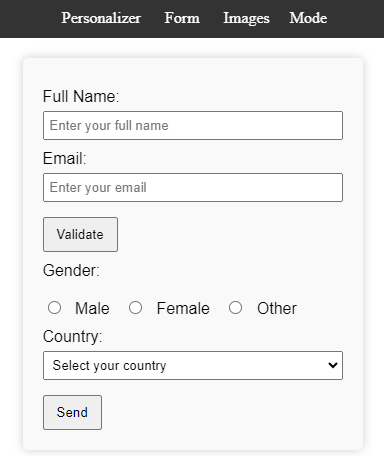 Personalizer Form Images Mode
Full Name:
Enter your full name
Email:
Enter your email
Validate
Gender:
Male Female Other
Country:
Select your country
Send